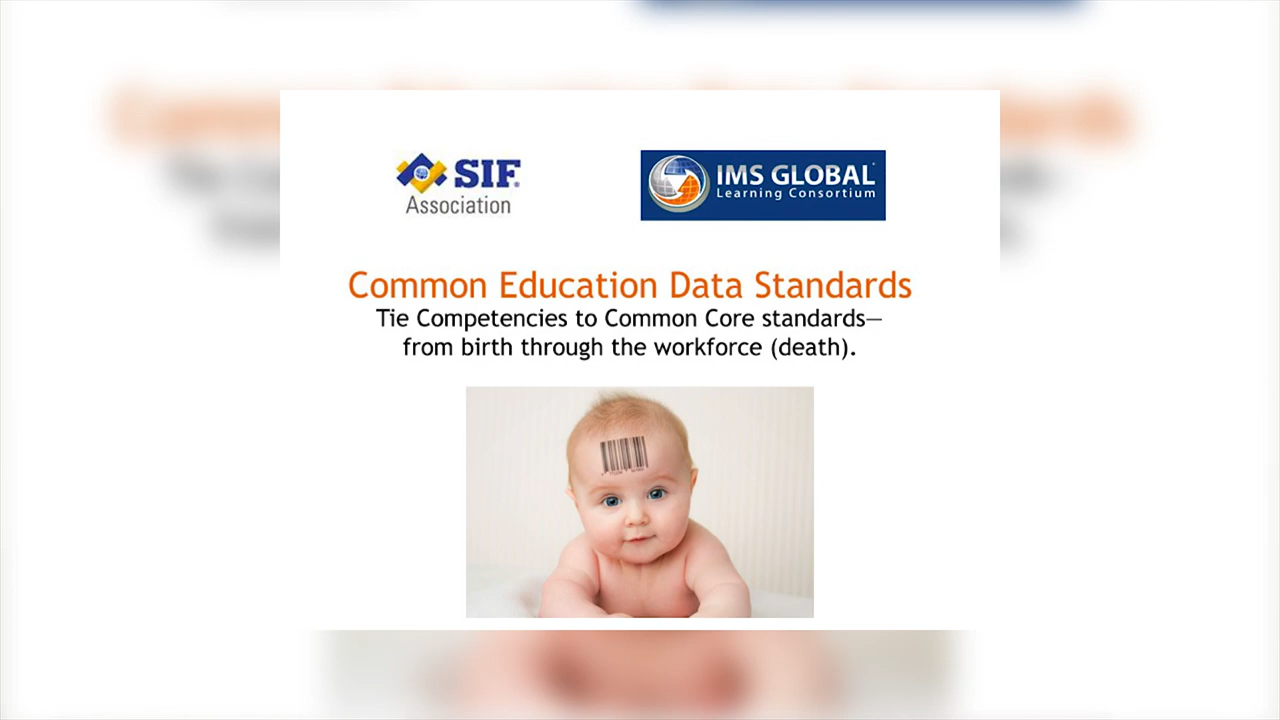 SIF®
Association
IMS GLOBAL
Learning Consortium
Common Education Data Standards
Tie Competencies to Common Core standards—
from birth through the workforce (death).